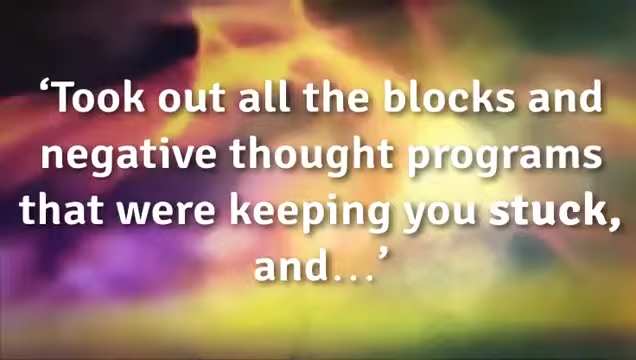 ‘Took out all the blocks and
negative thought programs
that were keeping you stuck,
and…’